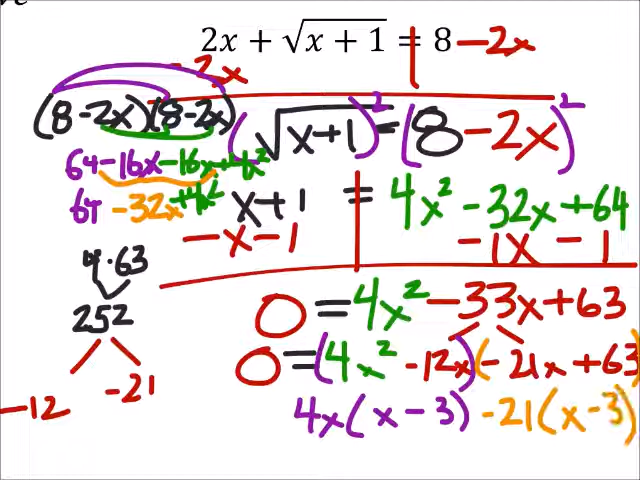 2x + √(x + 1) = 8 - 2x
- 2x
(8 - 2x)(8 - 2x)
(√(x+1))² = (8 - 2x)²
64 - 16x - 16x + 4x²
64 - 32x + 4x²
x + 1 = 4x² - 32x + 64
- x - 1 - 1x - 1
4 · 63
252
-12 -21
0 = 4x² - 33x + 63
0 = (4x² - 12x)(- 21x + 63)
4x(x - 3) - 21(x - 3)